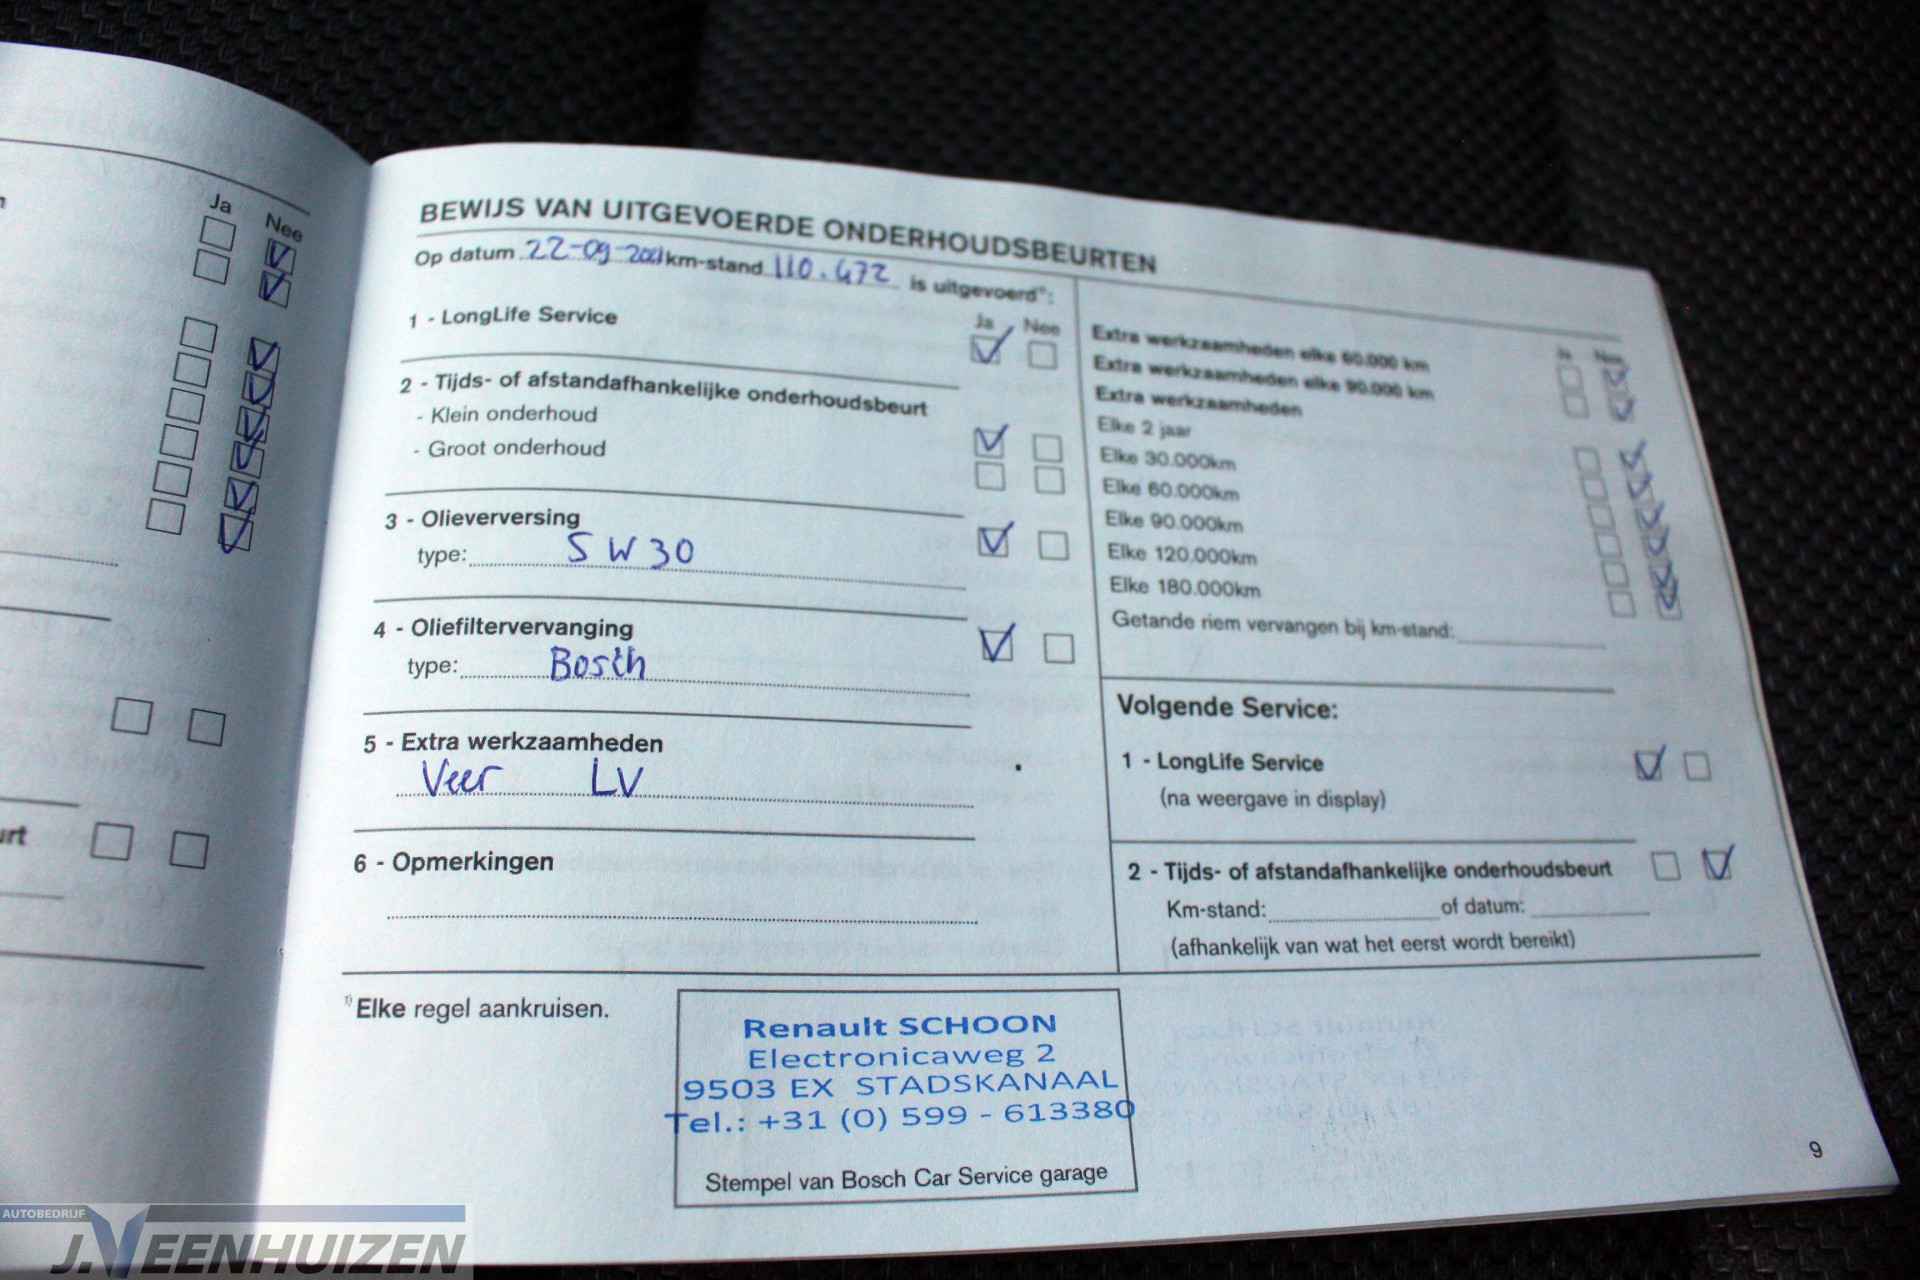 Ja Nee
urt
BEWIJS VAN UITGEVOERDE ONDERHOUDSBEURTEN
Op datum 22-09-2021 km-stand 110.472 is uitgevoerd¹⁾:
Ja Nee
1 - LongLife Service
2 - Tijds- of afstandafhankelijke onderhoudsbeurt
- Klein onderhoud
- Groot onderhoud
3 - Olieverversing
type: 5W30
4 - Oliefiltervervanging
type: Bosch
5 - Extra werkzaamheden
Veer LV
6 - Opmerkingen
Ja Nee
Extra werkzaamheden elke 60.000 km
Extra werkzaamheden elke 90.000 km
Extra werkzaamheden
Elke 2 jaar
Elke 30.000km
Elke 60.000km
Elke 90.000km
Elke 120.000km
Elke 180.000km
Getande riem vervangen bij km-stand:
Volgende Service:
1 - LongLife Service
(na weergave in display)
2 - Tijds- of afstandafhankelijke onderhoudsbeurt
Km-stand: of datum:
(afhankelijk van wat het eerst wordt bereikt)
¹⁾ Elke regel aankruisen.
Renault SCHOON
Electronicaweg 2
9503 EX STADSKANAAL
Tel.: +31 (0) 599 - 613380
Stempel van Bosch Car Service garage
9
AUTOBEDRIJF
J.VEENHUIZEN